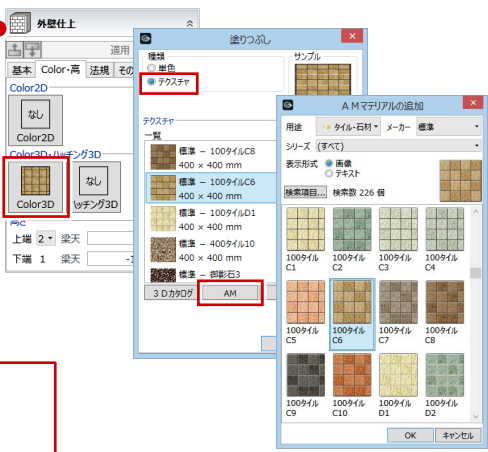 外壁仕上
適用
基本 Color・高 法規 その
Color2D
なし
Color2D
Color3D・ハッチング3D
なし
Color3D
ハッチング3D
高さ
上端 2 梁天
下端 1 梁天
塗りつぶし
種類
単色
テクスチャ
サンプル
テクスチャ
一覧
標準 － 100タイルC8
400 × 400 mm
標準 － 100タイルC6
400 × 400 mm
標準 － 100タイルD1
400 × 400 mm
標準 － 400タイル10
400 × 400 mm
標準 － 御影石3
3Dカタログ
AM
AMマテリアルの追加
用途 タイル・石材 メーカー 標準
シリーズ (すべて)
表示形式 画像
テキスト
検索項目... 検索数 226 個
100タイル C1
100タイル C2
100タイル C3
100タイル C4
100タイル C5
100タイル C6
100タイル C7
100タイル C8
100タイル C9
100タイル C10
100タイル D1
100タイル D2
OK
キャンセル